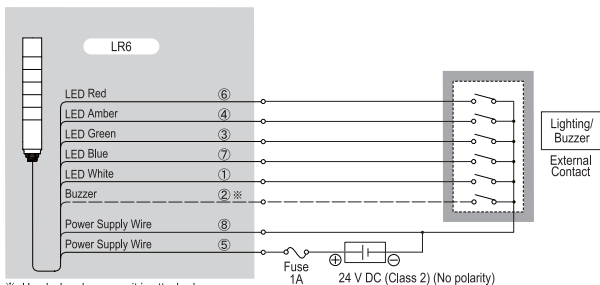 LR6
LED Red ⑥
LED Amber ④
LED Green ③
LED Blue ⑦
LED White ①
Buzzer ② ※
Power Supply Wire ⑧
Power Supply Wire ⑤
Lighting/
Buzzer
External
Contact
⊕ ⊖
Fuse
1A
24 V DC (Class 2) (No polarity)